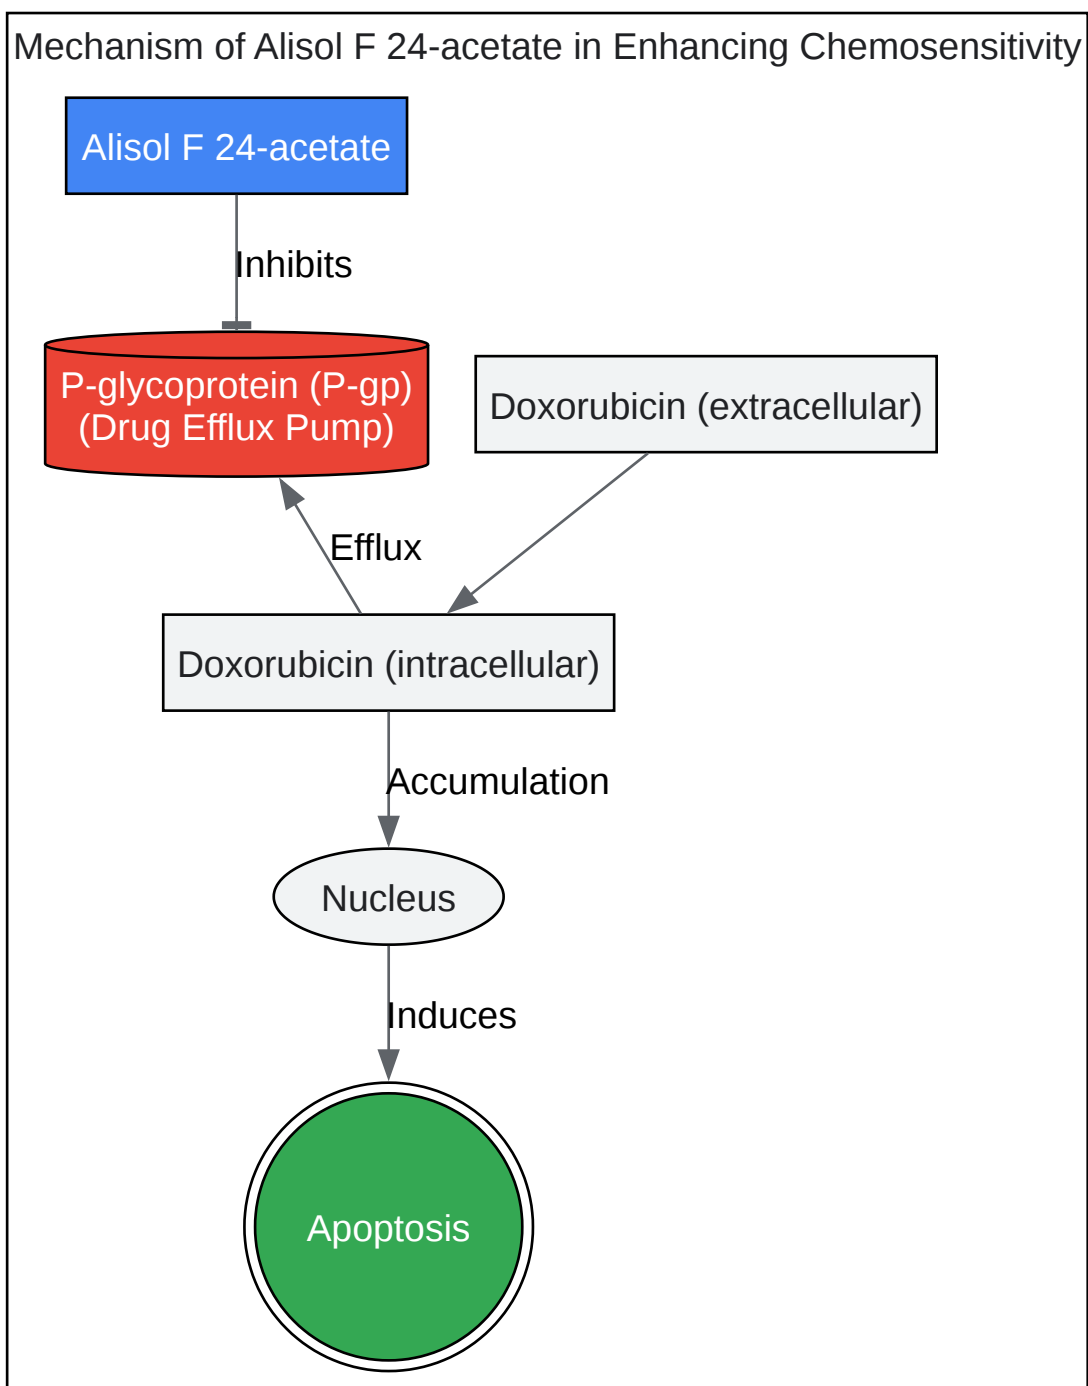 Mechanism of Alisol F 24-acetate in Enhancing Chemosensitivity
Alisol F 24-acetate
Inhibits
P-glycoprotein (P-gp)
(Drug Efflux Pump)
Doxorubicin (extracellular)
Efflux
Doxorubicin (intracellular)
Accumulation
Nucleus
Induces
Apoptosis